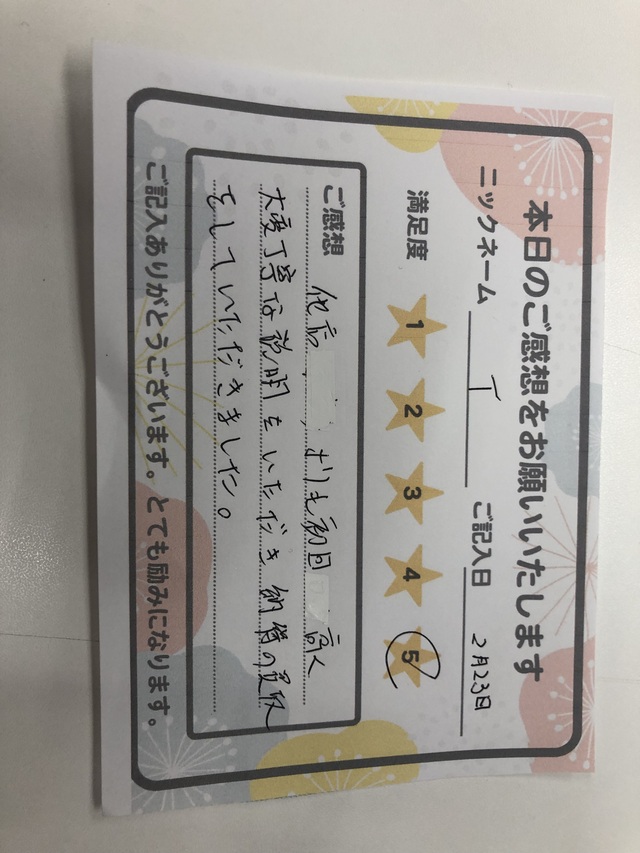 本日のご感想をお願いいたします
ニックネーム T ご記入日 2月23日
満足度 1 2 3 4 5
ご感想 他店 よりも初回 高く
大変丁寧な説明をいただき納得の買取
をしていただきました。
ご記入ありがとうございます。とても励みになります。